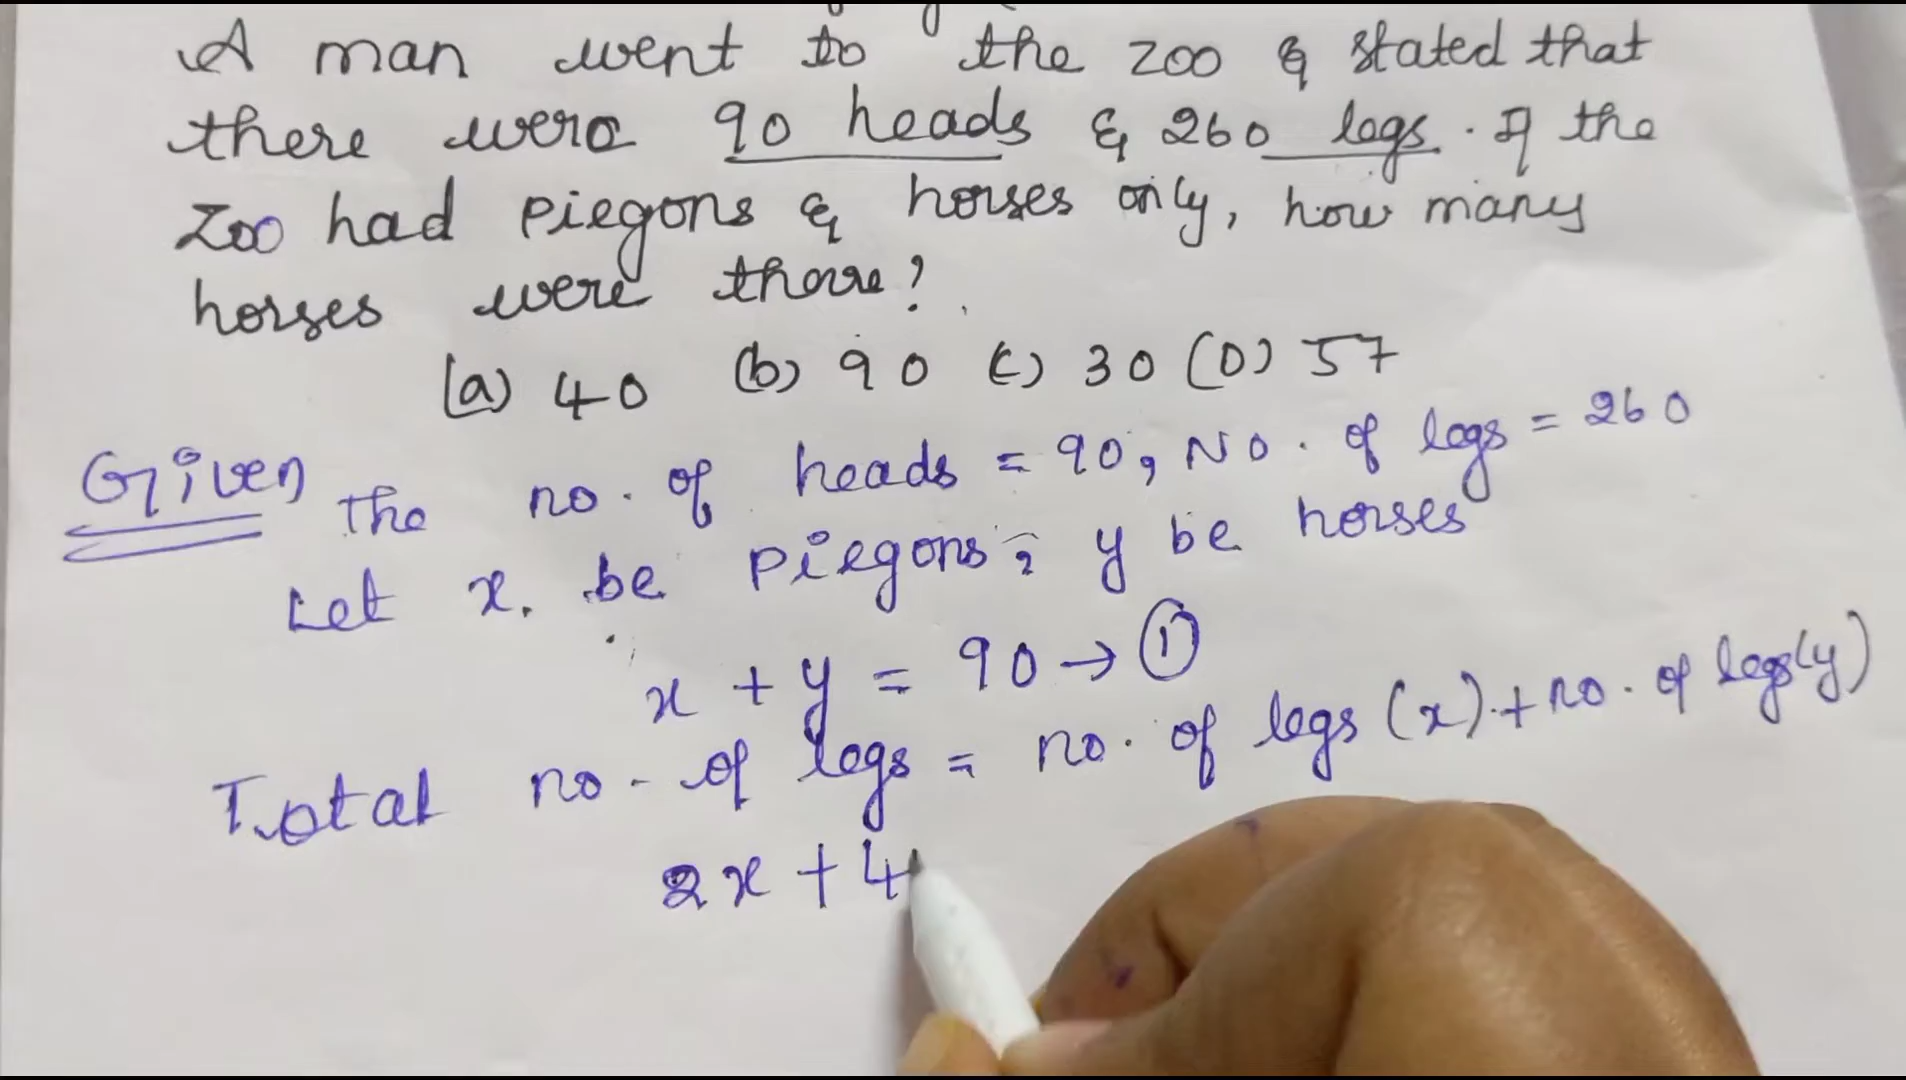 A man went to the zoo & stated that
there were 90 heads & 260 legs. If the
Zoo had Piegons & horses only, how many
horses were there?
(a) 40 (b) 90 (c) 30 (D) 57
Given The no. of heads = 90, No. of legs = 260
Let x. be Piegons, y be horses
x + y = 90 → ①
Total no. of legs = no. of legs (x) + no. of legs (y)
2x + 4